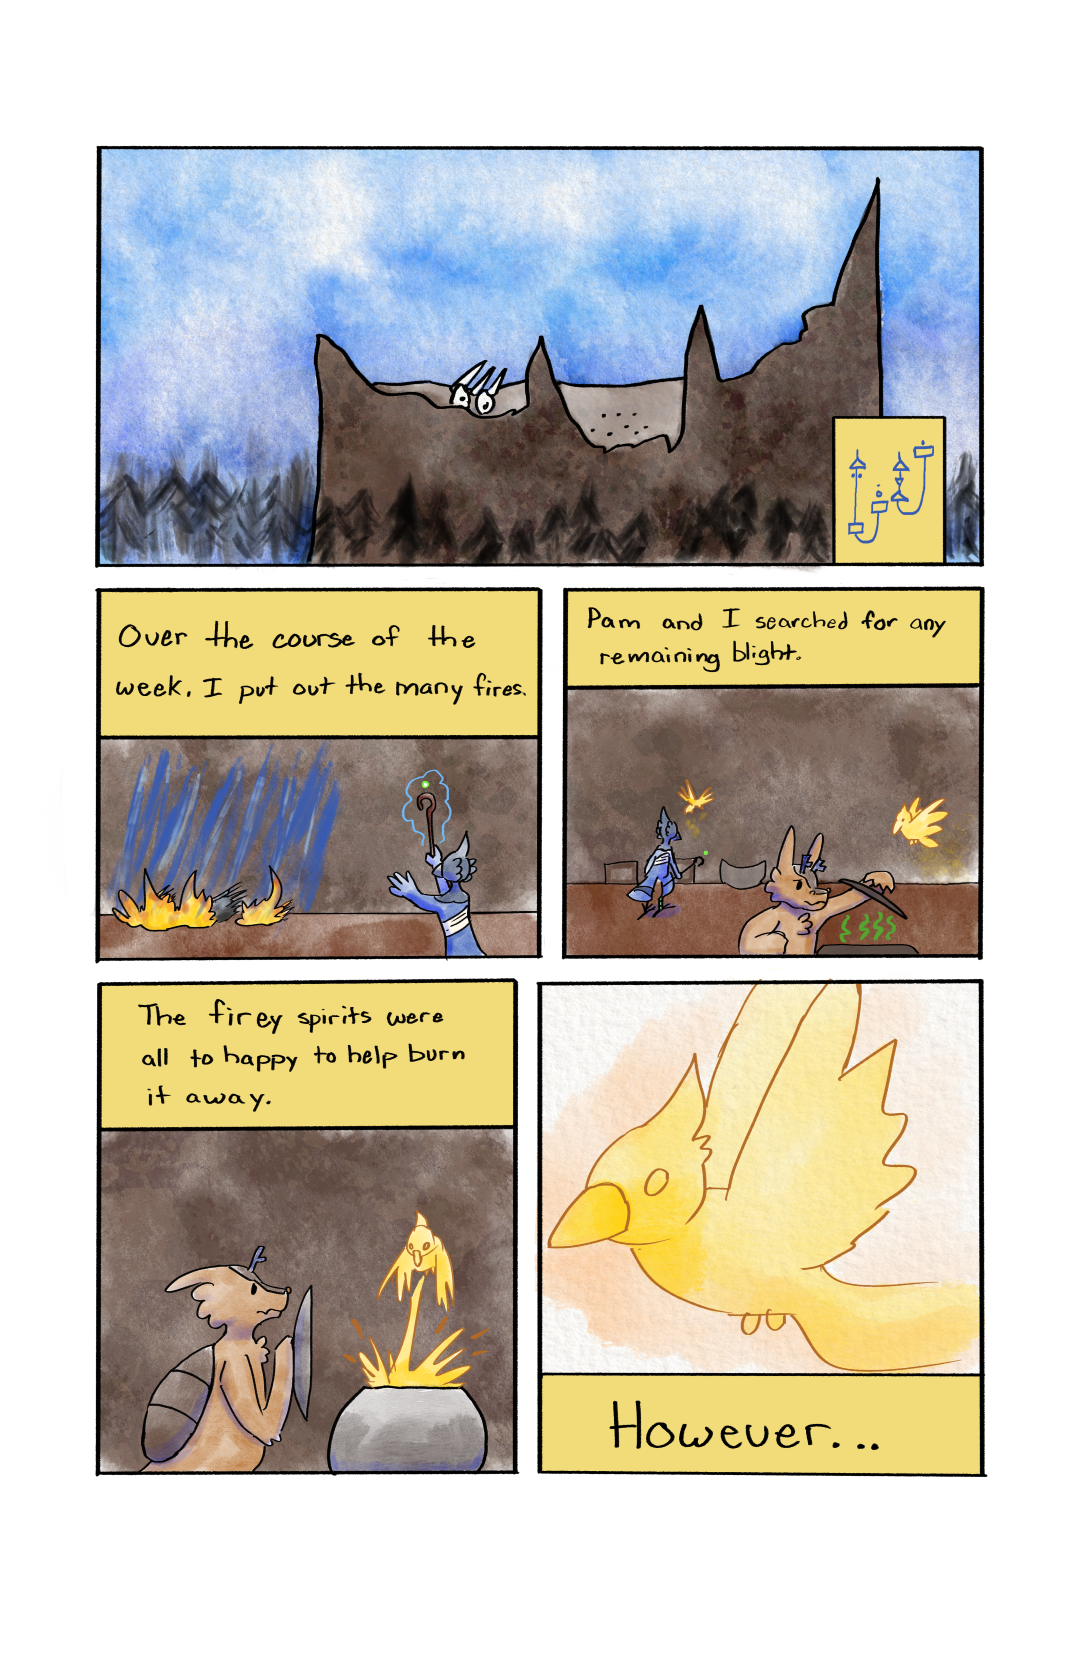 Over the course of the
week, I put out the many fires.
Pam and I searched for any
remaining blight.
The firey spirits were
all to happy to help burn
it away.
However...